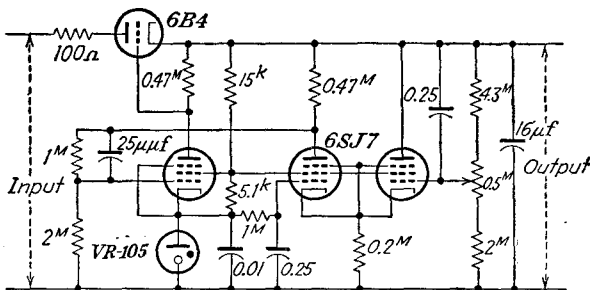 6B4
100Ω
0.47ᴹ
15ᵏ
0.47ᴹ
0.25
4.3ᴹ
16μf
25μμf
6SJ7
1ᴹ
Input
5.1ᵏ
0.5ᴹ
Output
2ᴹ
1ᴹ
VR-105
0.01
0.25
0.2ᴹ
2ᴹ